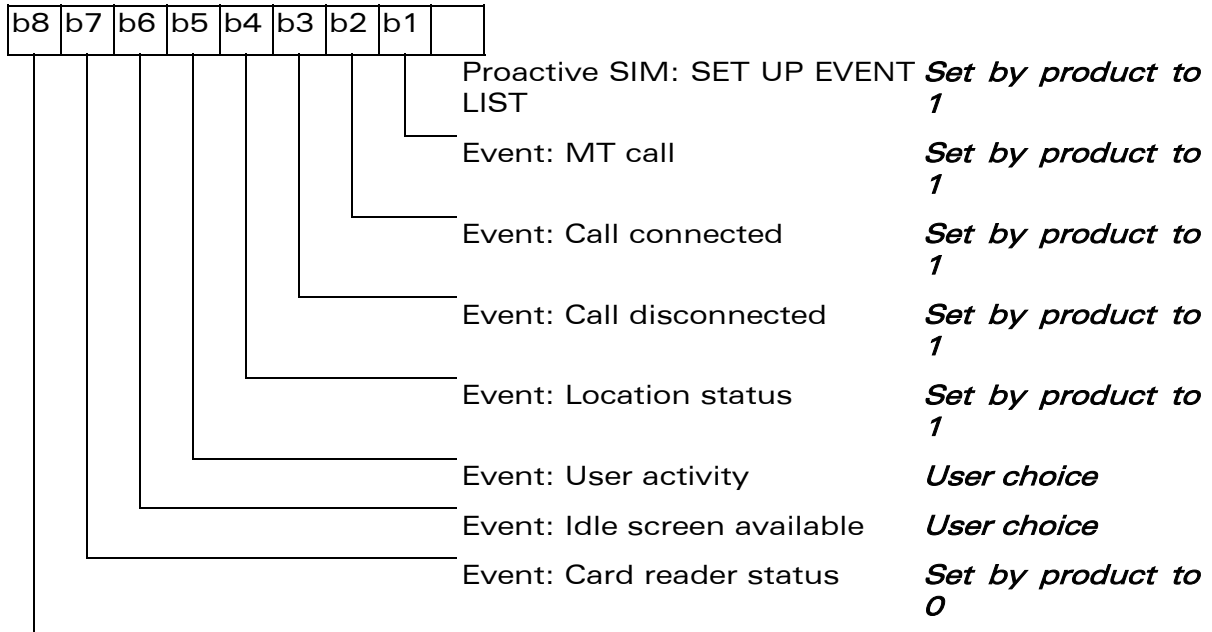 b8 b7 b6 b5 b4 b3 b2 b1
Proactive SIM: SET UP EVENT Set by product to
LIST 1
Event: MT call Set by product to
1
Event: Call connected Set by product to
1
Event: Call disconnected Set by product to
1
Event: Location status Set by product to
1
Event: User activity User choice
Event: Idle screen available User choice
Event: Card reader status Set by product to
0